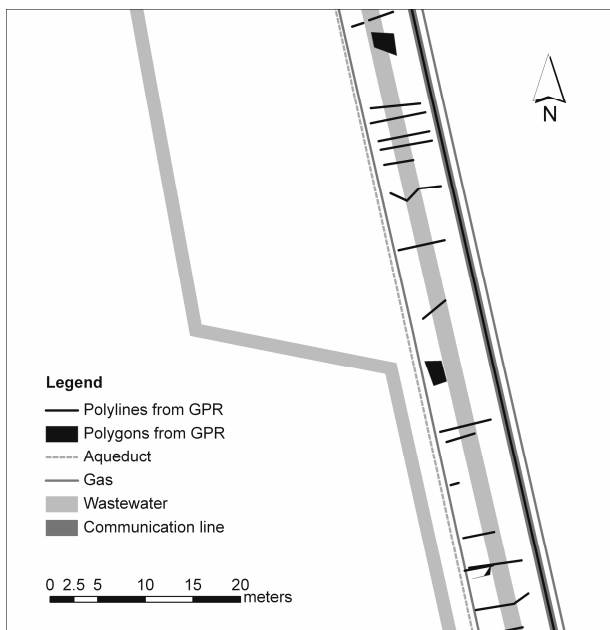 N
Legend
Polylines from GPR
Polygons from GPR
Aqueduct
Gas
Wastewater
Communication line
0 2.5 5 10 15 20
meters